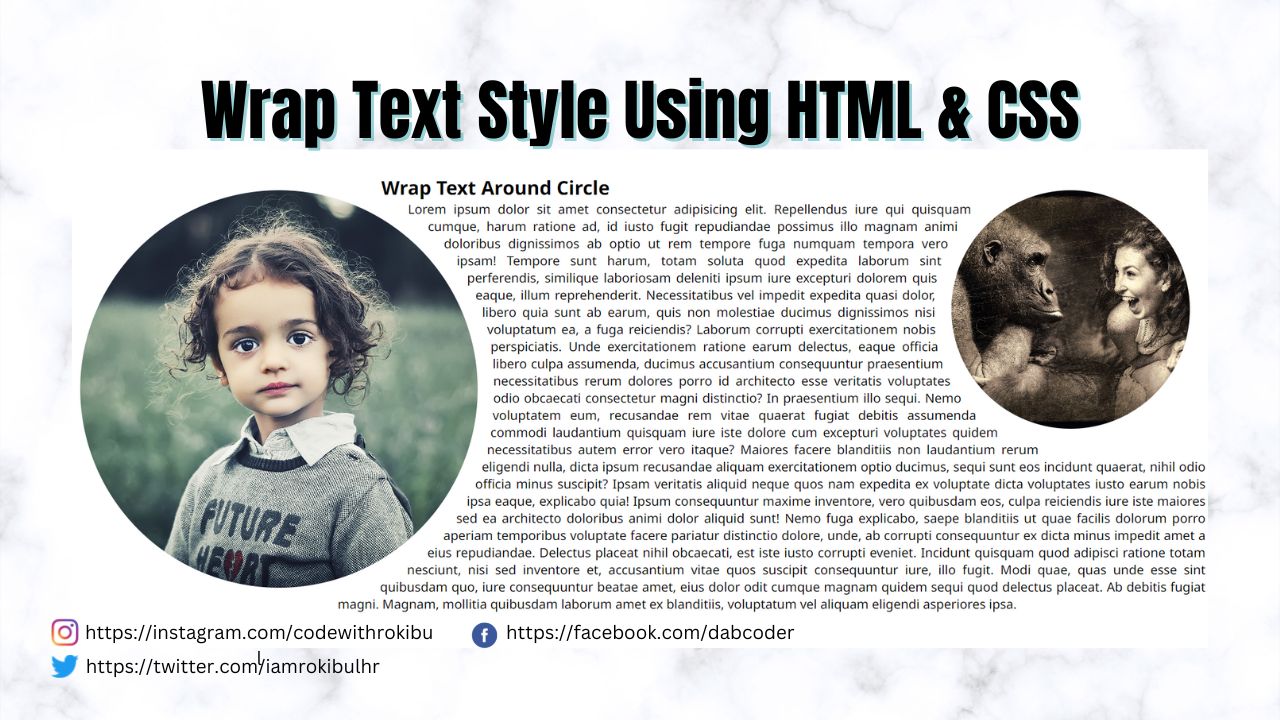 Wrap Text Style Using HTML & CSS
Wrap Text Around Circle
Lorem ipsum dolor sit amet consectetur adipisicing elit. Repellendus iure qui quisquam
cumque, harum ratione ad, id iusto fugit repudiandae possimus illo magnam animi
doloribus dignissimos ab optio ut rem tempore fuga numquam tempora vero
ipsam! Tempore sunt harum, totam soluta quod expedita laborum sint
perferendis, similique laboriosam deleniti ipsum iure excepturi dolorem quis
eaque, illum reprehenderit. Necessitatibus vel impedit expedita quasi dolor,
libero quia sunt ab earum, quis non molestiae ducimus dignissimos nisi
voluptatum ea, a fuga reiciendis? Laborum corrupti exercitationem nobis
perspiciatis. Unde exercitationem ratione earum delectus, eaque officia
libero culpa assumenda, ducimus accusantium consequuntur praesentium
necessitatibus rerum dolores porro id architecto esse veritatis voluptates
odio obcaecati consectetur magni distinctio? In praesentium illo sequi. Nemo
voluptatem eum, recusandae rem vitae quaerat fugiat debitis assumenda
commodi laudantium quisquam iure iste dolore cum excepturi voluptates quidem
necessitatibus autem error vero itaque? Maiores facere blanditiis non laudantium rerum
eligendi nulla, dicta ipsum recusandae aliquam exercitationem optio ducimus, sequi sunt eos incidunt quaerat, nihil odio
officia minus suscipit? Ipsam veritatis aliquid neque quos nam expedita ex voluptate dicta voluptates iusto earum nobis
ipsa eaque, explicabo quia! Ipsum consequuntur maxime inventore, vero quibusdam eos, culpa reiciendis iure iste maiores
sed ea architecto doloribus animi dolor aliquid sunt! Nemo fuga explicabo, saepe blanditiis ut quae facilis dolorum porro
aperiam temporibus voluptate facere pariatur distinctio dolore, unde, ab corrupti consequuntur ex dicta minus impedit amet a
eius repudiandae. Delectus placeat nihil obcaecati, est iste iusto corrupti eveniet. Incidunt quisquam quod adipisci ratione totam
nesciunt, nisi sed inventore et, accusantium vitae quos suscipit consequuntur iure, illo fugit. Modi quae, quas unde esse sint
quibusdam quo, iure consequuntur beatae amet, eius dolor odit cumque magnam quidem sequi quod delectus placeat. Ab debitis fugiat
magni. Magnam, mollitia quibusdam laborum amet ex blanditiis, voluptatum vel aliquam eligendi asperiores ipsa.
FUTURE
HEART
https://instagram.com/codewithrokibu
https://facebook.com/dabcoder
https://twitter.com/iamrokibulhr